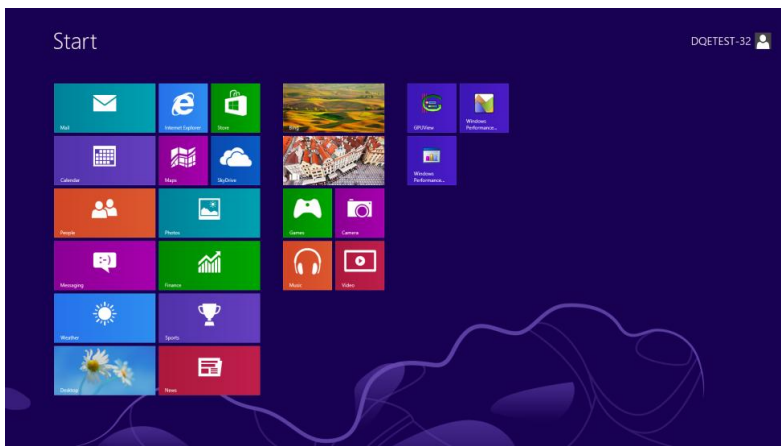 Start
DQETEST-32
Mail
Internet Explorer
Store
Bing
GPUView
Windows
Performance...
Calendar
Maps
SkyDrive
Windows
Performance...
People
Photos
Games
Camera
Messaging
Finance
Music
Video
Weather
Sports
Desktop
News